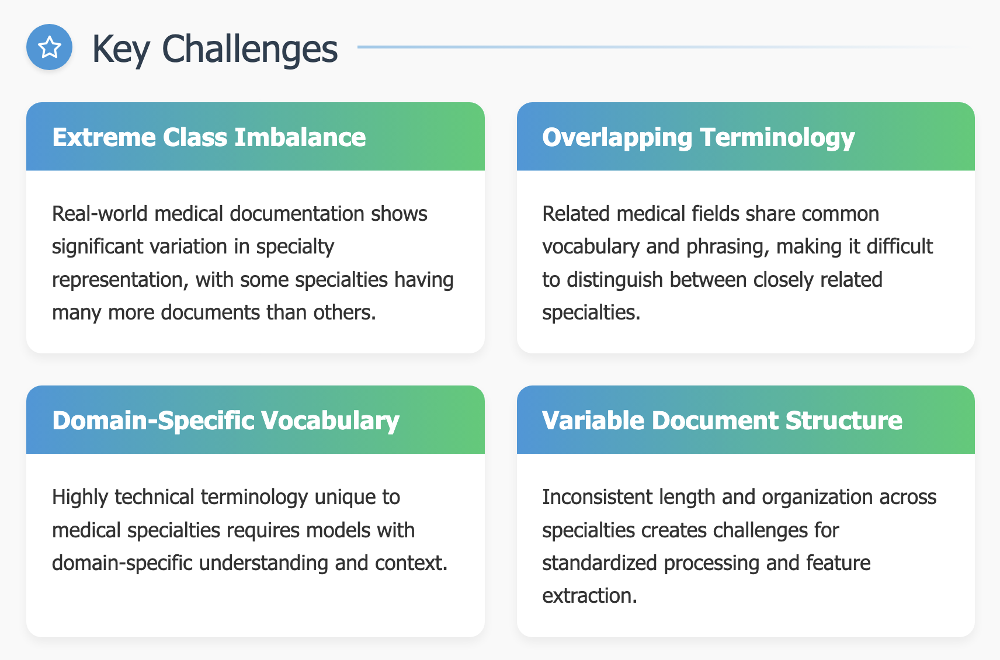 Key Challenges
Extreme Class Imbalance
Real-world medical documentation shows
significant variation in specialty
representation, with some specialties having
many more documents than others.
Overlapping Terminology
Related medical fields share common
vocabulary and phrasing, making it difficult
to distinguish between closely related
specialties.
Domain-Specific Vocabulary
Highly technical terminology unique to
medical specialties requires models with
domain-specific understanding and context.
Variable Document Structure
Inconsistent length and organization across
specialties creates challenges for
standardized processing and feature
extraction.